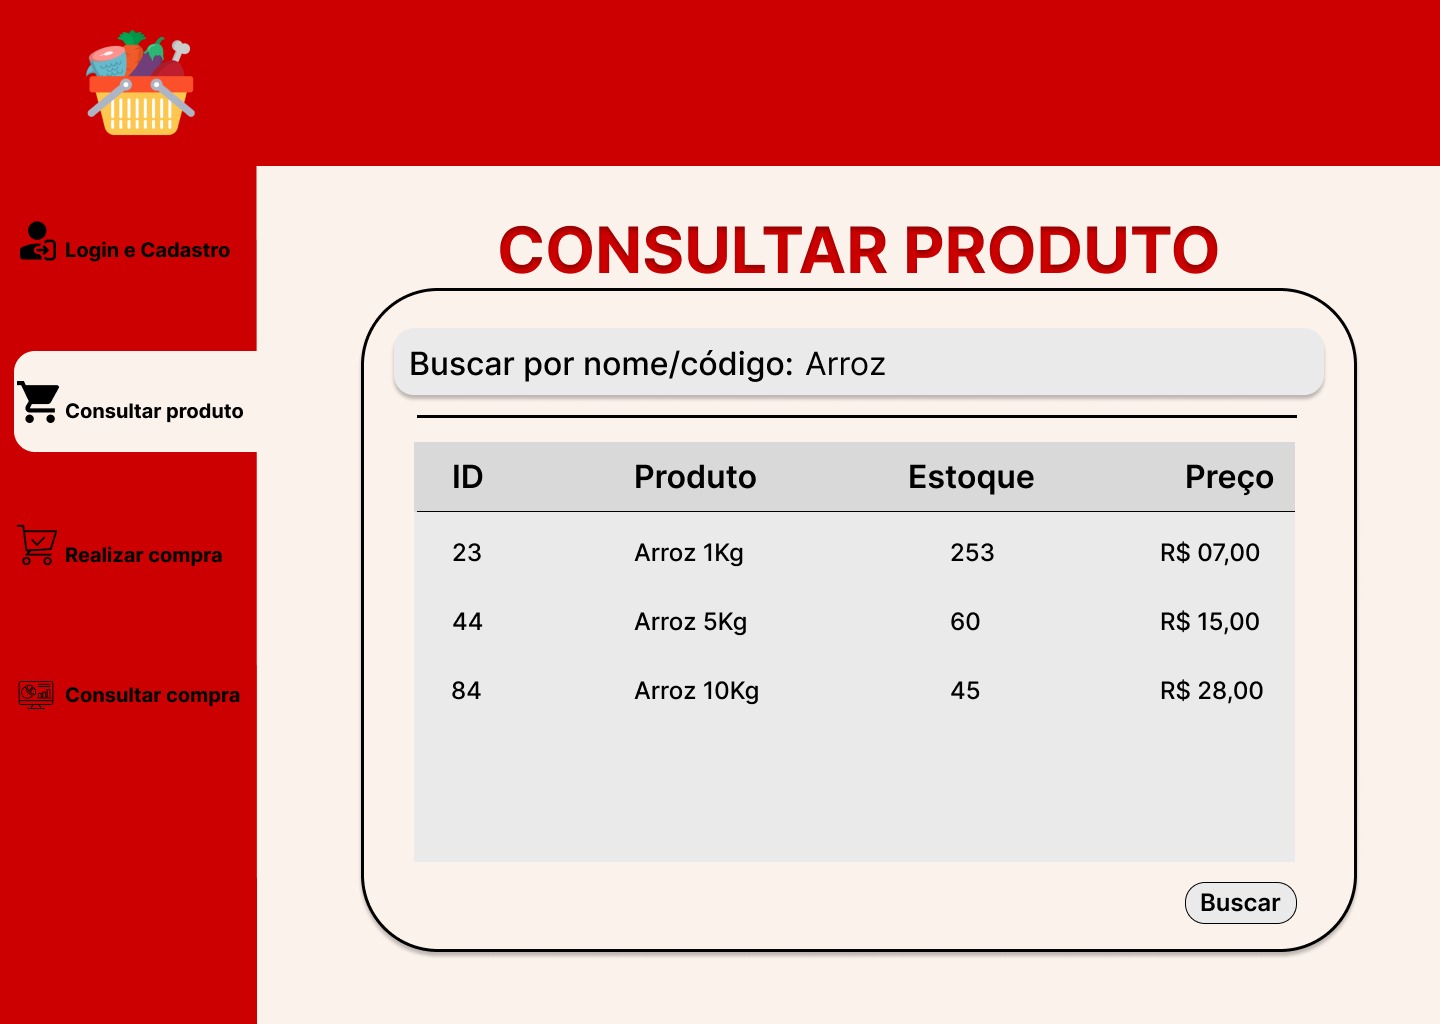 Login e Cadastro
Consultar produto
Realizar compra
Consultar compra
CONSULTAR PRODUTO
Buscar por nome/código: Arroz
ID Produto Estoque Preço
23 Arroz 1Kg 253 R$ 07,00
44 Arroz 5Kg 60 R$ 15,00
84 Arroz 10Kg 45 R$ 28,00
Buscar